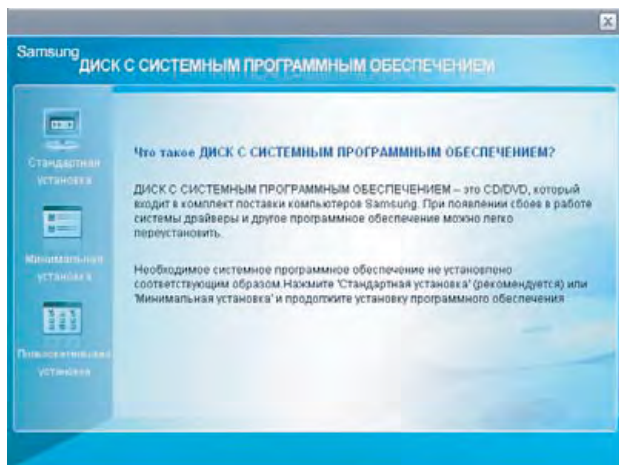 Samsung
ДИСК С СИСТЕМНЫМ ПРОГРАММНЫМ ОБЕСПЕЧЕНИЕМ
Стандартная
установка
Минимальная
установка
Пользовательская
установка
Что такое ДИСК С СИСТЕМНЫМ ПРОГРАММНЫМ ОБЕСПЕЧЕНИЕМ?
ДИСК С СИСТЕМНЫМ ПРОГРАММНЫМ ОБЕСПЕЧЕНИЕМ – это CD/DVD, который
входит в комплект поставки компьютеров Samsung. При появлении сбоев в работе
системы драйверы и другое программное обеспечение можно легко
переустановить.
Необходимое системное программное обеспечение не установлено
соответствующим образом.Нажмите 'Стандартная установка' (рекомендуется) или
'Минимальная установка' и продолжите установку программного обеспечения